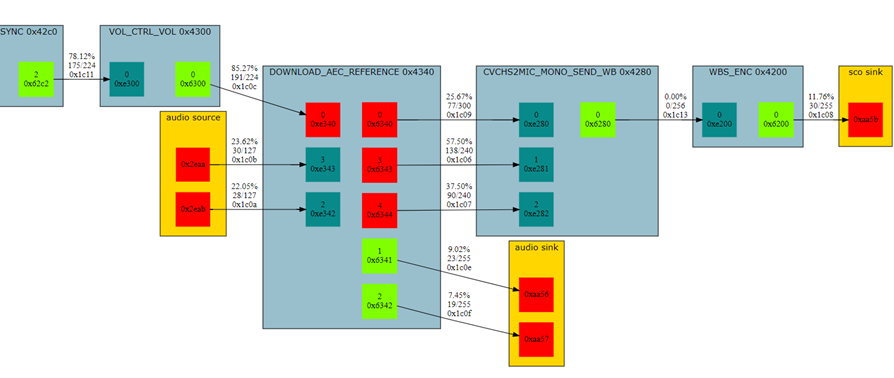 SYNC 0x42c0
2
0x62c2
78.12%
175/224
0x1c11
VOL_CTRL_VOL 0x4300
0
0xe300
0
0x6300
85.27%
191/224
0x1c0c
audio source
0x2eaa
0x2eab
23.62%
30/127
0x1c0b
22.05%
28/127
0x1c0a
DOWNLOAD_AEC_REFERENCE 0x4340
0
0xe340
0
0x6340
3
0xe343
3
0x6343
2
0xe342
4
0x6344
1
0x6341
2
0x6342
25.67%
77/300
0x1c09
57.50%
138/240
0x1c06
37.50%
90/240
0x1c07
9.02%
23/255
0x1c0e
7.45%
19/255
0x1c0f
CVCHS2MIC_MONO_SEND_WB 0x4280
0
0xe280
0
0x6280
1
0xe281
2
0xe282
audio sink
0xaa56
0xaa57
0.00%
0/256
0x1c13
WBS_ENC 0x4200
0
0xe200
0
0x6200
11.76%
30/255
0x1c08
sco sink
0xaa5b